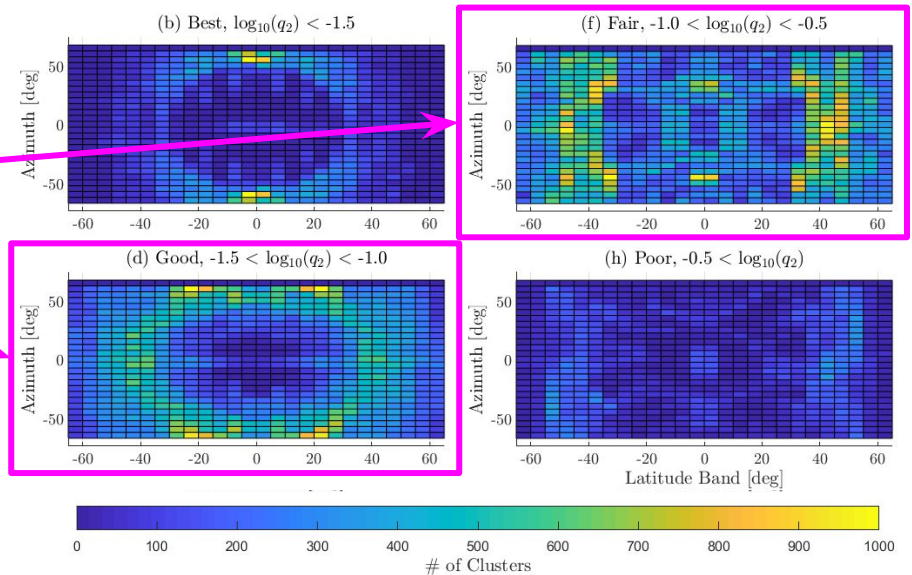 (b) Best, log₁₀(q₂) < -1.5
50
0
-50
Azimuth [deg]
-60 -40 -20 0 20 40 60
(f) Fair, -1.0 < log₁₀(q₂) < -0.5
50
0
-50
Azimuth [deg]
-60 -40 -20 0 20 40 60
(d) Good, -1.5 < log₁₀(q₂) < -1.0
50
0
-50
Azimuth [deg]
-60 -40 -20 0 20 40 60
(h) Poor, -0.5 < log₁₀(q₂)
50
0
-50
Azimuth [deg]
-60 -40 -20 0 20 40 60
Latitude Band [deg]
0 100 200 300 400 500 600 700 800 900 1000
# of Clusters